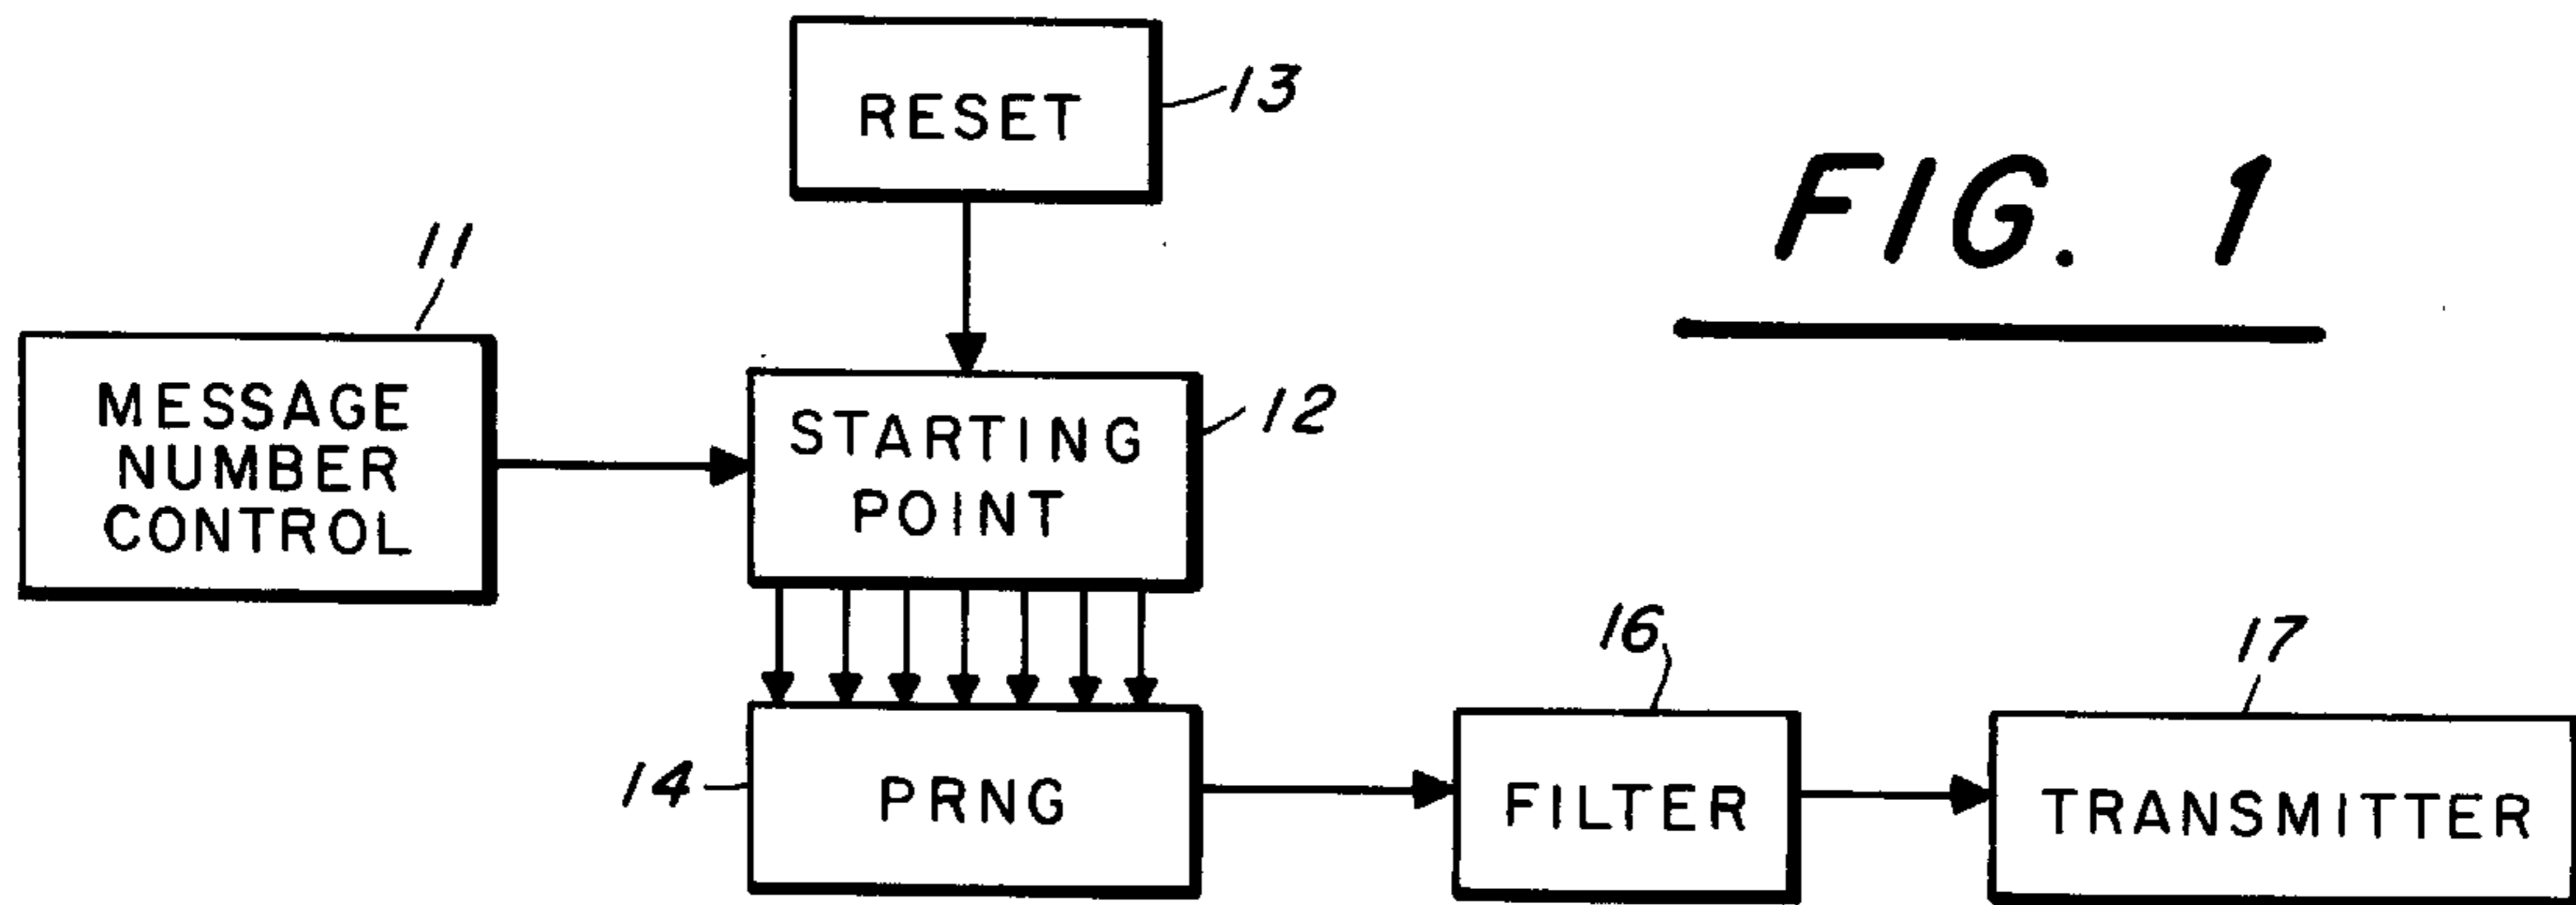 RESET
13
FIG. 1
11
MESSAGE
NUMBER
CONTROL
STARTING
POINT
12
14
PRNG
16
FILTER
17
TRANSMITTER